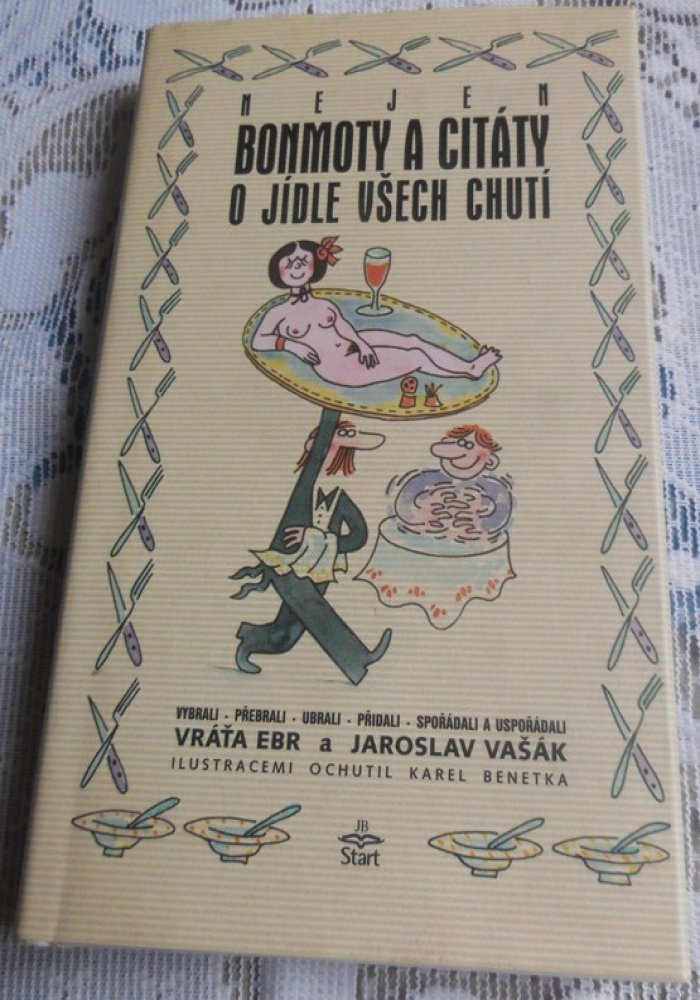 NEJEN
BONMOTY A CITÁTY
O JÍDLE VŠECH CHUTÍ
VYBRALI · PŘEBRALI · UBRALI · PŘIDALI · SPOŘÁDALI A USPOŘÁDALI
VRÁŤA EBR a JAROSLAV VAŠÁK
ILUSTRACEMI OCHUTIL KAREL BENETKA
JB
Start